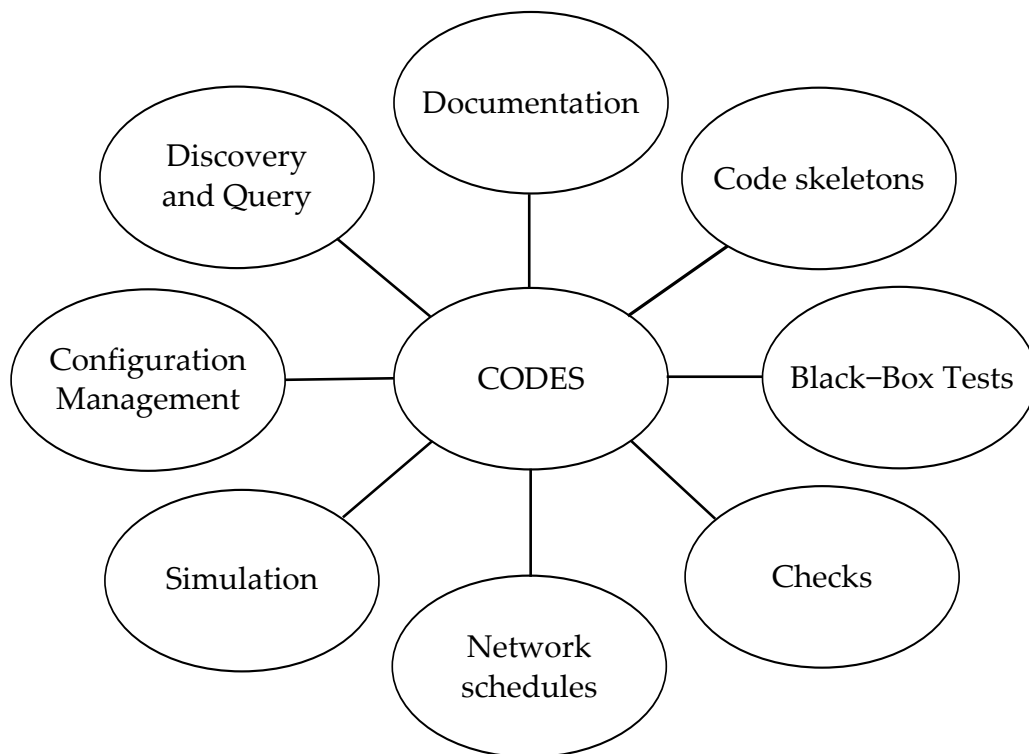 Documentation
Discovery
and Query
Code skeletons
Configuration
Management
CODES
Black−Box Tests
Simulation
Checks
Network
schedules